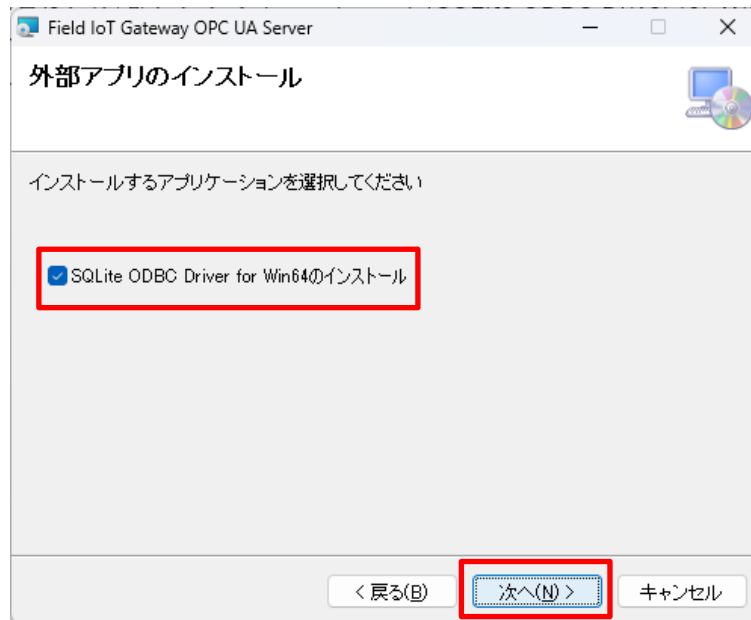 Field IoT Gateway OPC UA Server
外部アプリのインストール
インストールするアプリケーションを選択してください
SQLite ODBC Driver for Win64のインストール
< 戻る(B)
次へ(N) >
キャンセル